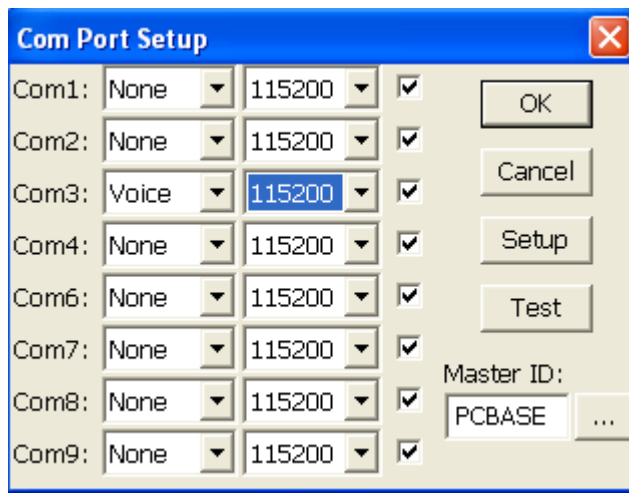 Com Port Setup
Com1: None 115200
Com2: None 115200
Com3: Voice 115200
Com4: None 115200
Com6: None 115200
Com7: None 115200
Com8: None 115200
Com9: None 115200
OK
Cancel
Setup
Test
Master ID:
PCBASE ...